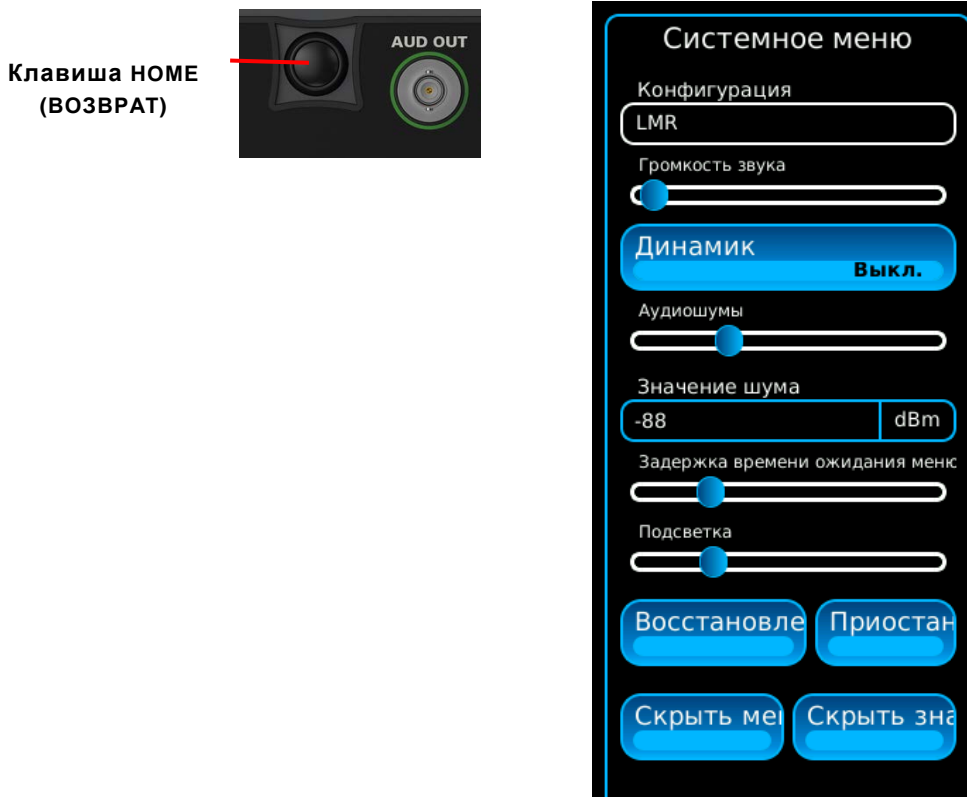 Клавиша HOME
(ВОЗВРАТ)
AUD OUT
Системное меню
Конфигурация
LMR
Громкость звука
Динамик
Выкл.
Аудиошумы
Значение шума
-88 dBm
Задержка времени ожидания меню
Подсветка
Восстановле Приостан
Скрыть ме Скрыть зна